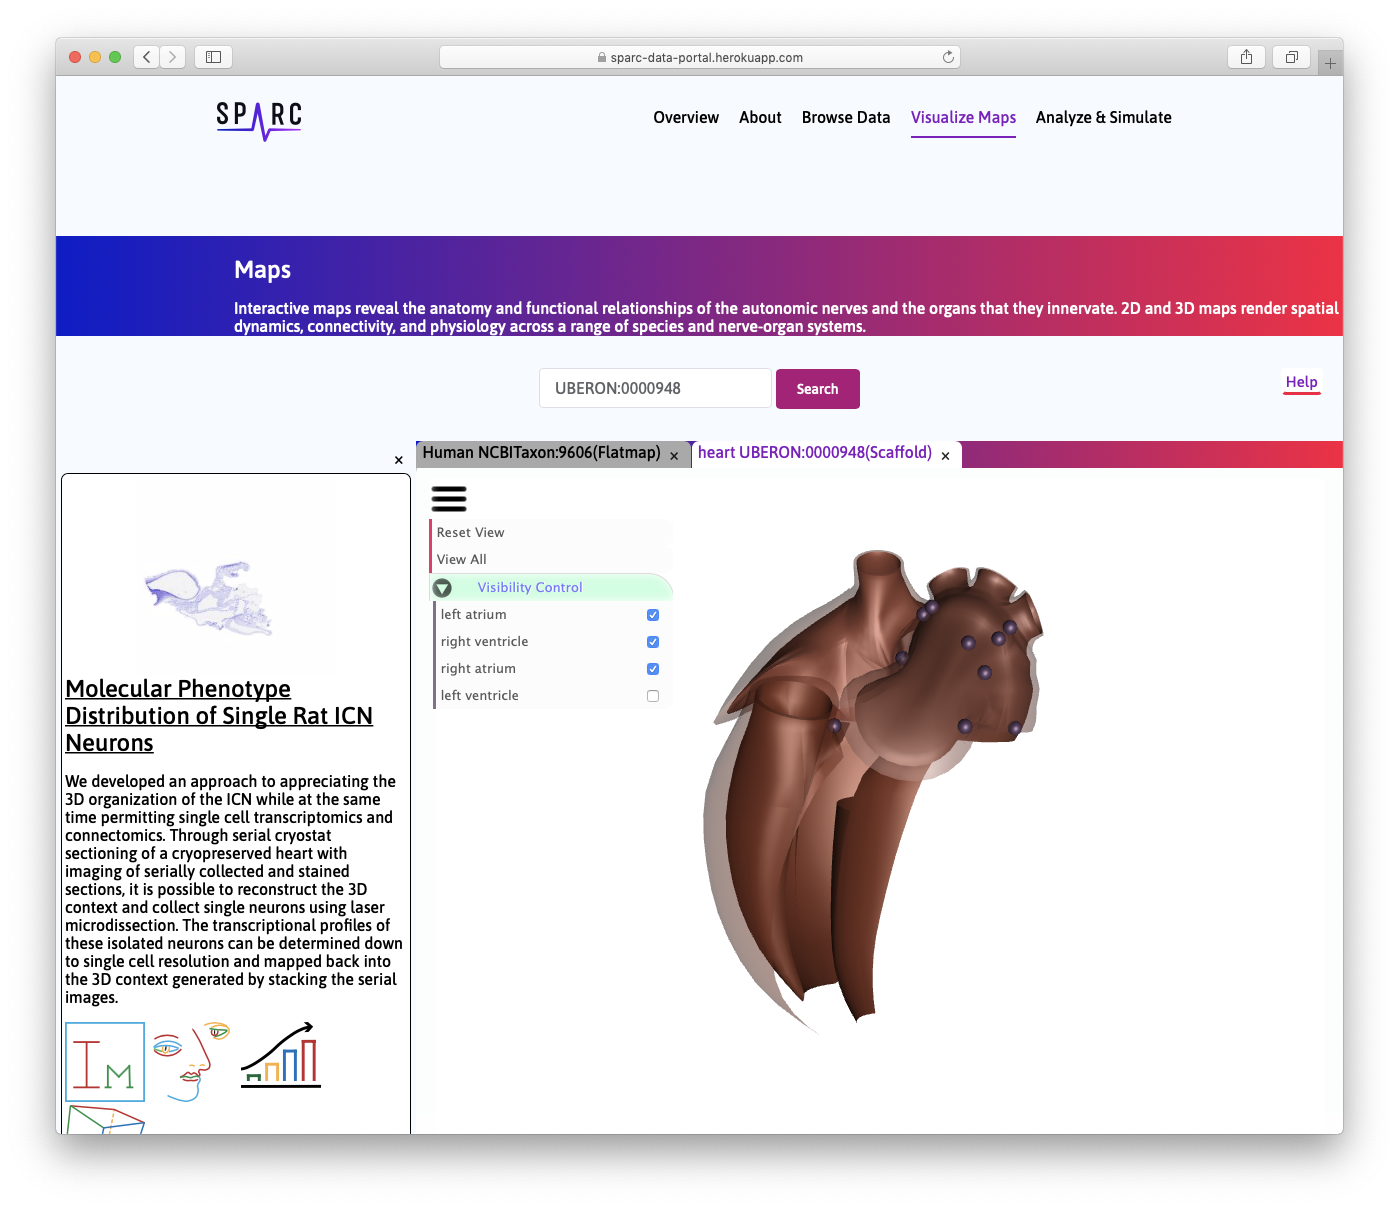 sparc-data-portal.herokuapp.com
SPARC
Overview About Browse Data Visualize Maps Analyze & Simulate
Maps
Interactive maps reveal the anatomy and functional relationships of the autonomic nerves and the organs that they innervate. 2D and 3D maps render spatial
dynamics, connectivity, and physiology across a range of species and nerve-organ systems.
UBERON:0000948 Search
Help
Human NCBITaxon:9606(Flatmap) × heart UBERON:0000948(Scaffold) ×
×
Reset View
View All
Visibility Control
left atrium
right ventricle
right atrium
left ventricle
Molecular Phenotype
Distribution of Single Rat ICN
Neurons
We developed an approach to appreciating the
3D organization of the ICN while at the same
time permitting single cell transcriptomics and
connectomics. Through serial cryostat
sectioning of a cryopreserved heart with
imaging of serially collected and stained
sections, it is possible to reconstruct the 3D
context and collect single neurons using laser
microdissection. The transcriptional profiles of
these isolated neurons can be determined down
to single cell resolution and mapped back into
the 3D context generated by stacking the serial
images.
IM